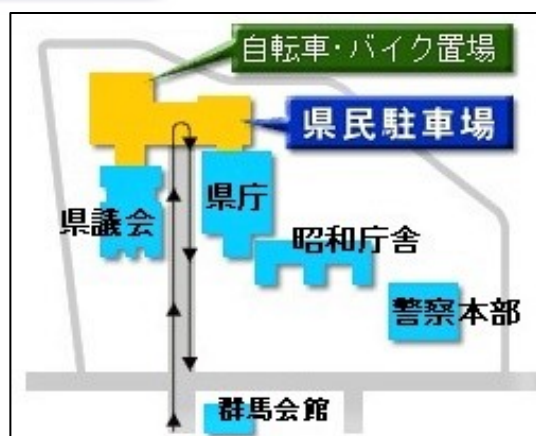 自転車・バイク置場
県民駐車場
県庁
県議会
昭和庁舎
警察本部
群馬会館